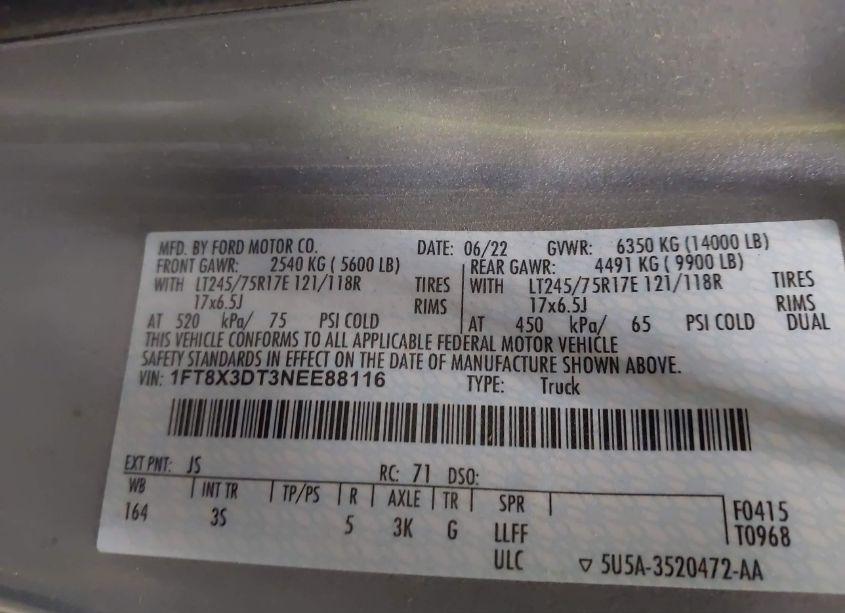 MFD. BY FORD MOTOR CO. DATE: 06/22 GVWR: 6350 KG (14000 LB)
FRONT GAWR: 2540 KG ( 5600 LB) REAR GAWR: 4491 KG ( 9900 LB)
WITH LT245/75R17E 121/118R TIRES WITH LT245/75R17E 121/118R TIRES
17x6.5J RIMS 17x6.5J RIMS
AT 520 kPa/ 75 PSI COLD AT 450 kPa/ 65 PSI COLD DUAL
THIS VEHICLE CONFORMS TO ALL APPLICABLE FEDERAL MOTOR VEHICLE
SAFETY STANDARDS IN EFFECT ON THE DATE OF MANUFACTURE SHOWN ABOVE.
VIN: 1FT8X3DT3NEE88116 TYPE: Truck
EXT PNT: JS RC: 71 DSO:
WB INT TR TP/PS R AXLE TR SPR F0415
164 3S 5 3K G LLFF T0968
ULC 5U5A-3520472-AA